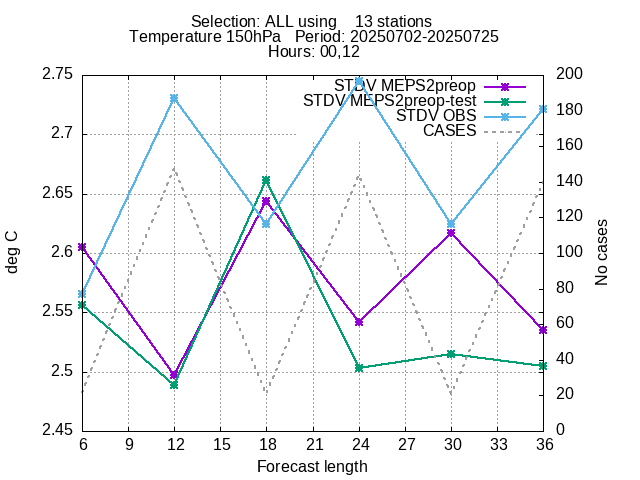 Selection: ALL using    13 stations
Temperature 150hPa   Period: 20250702-20250725
Hours: 00,12
STDV MEPS2preop
STDV MEPS2preop-test
STDV OBS
CASES
2.75
2.7
2.65
2.6
2.55
2.5
2.45
deg C
200
180
160
140
120
100
80
60
40
20
0
No cases
6 9 12 15 18 21 24 27 30 33 36
Forecast length